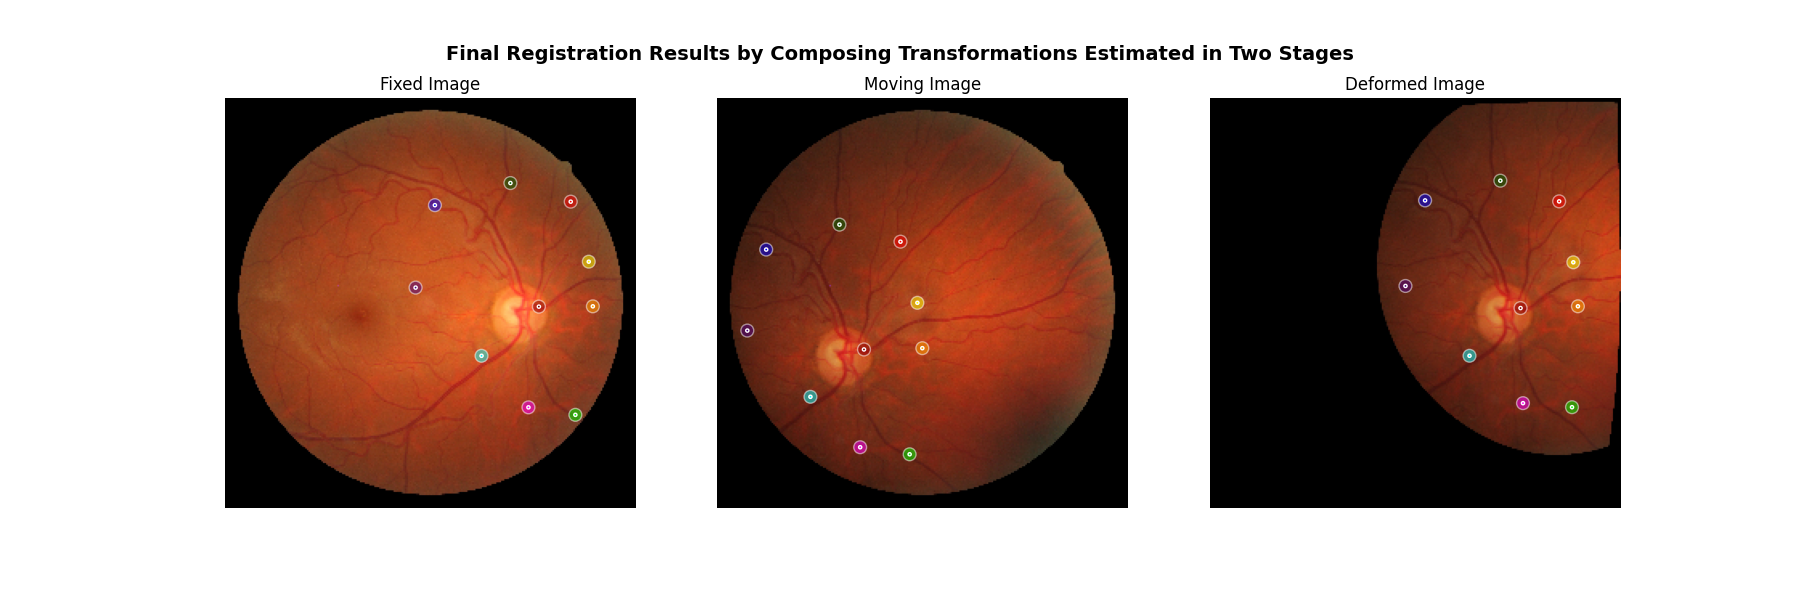 Final Registration Results by Composing Transformations Estimated in Two Stages
Fixed Image
Moving Image
Deformed Image